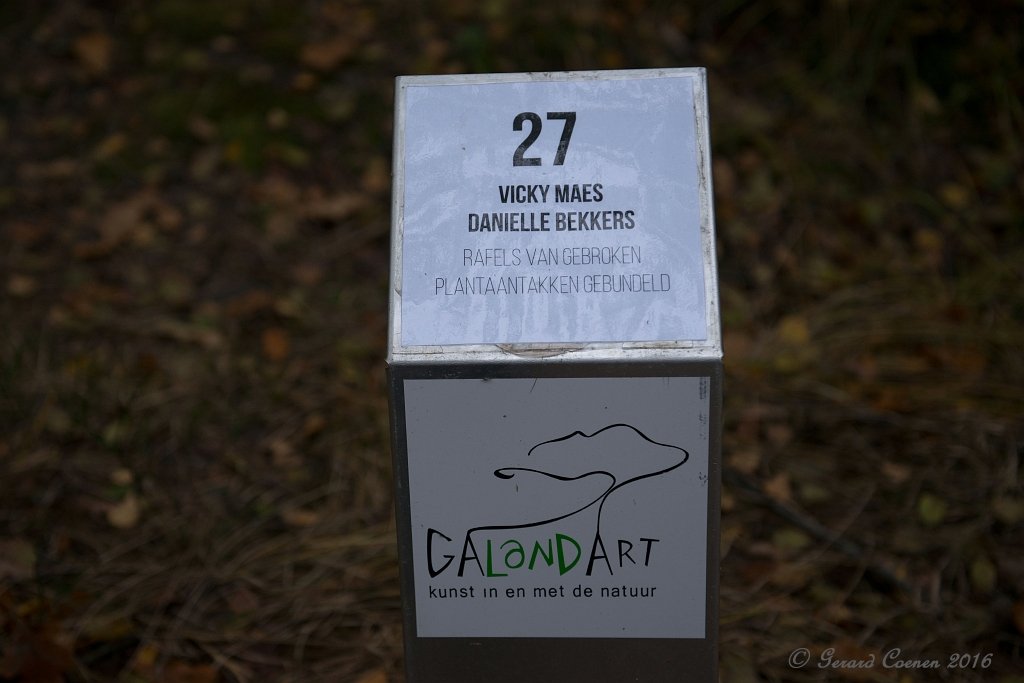 27
VICKY MAES
DANIELLE BEKKERS
RAFELS VAN GEBROKEN
PLANTAANTAKKEN GEBUNDELD
GALANDART
kunst in en met de natuur
© Gerard Coenen 2016